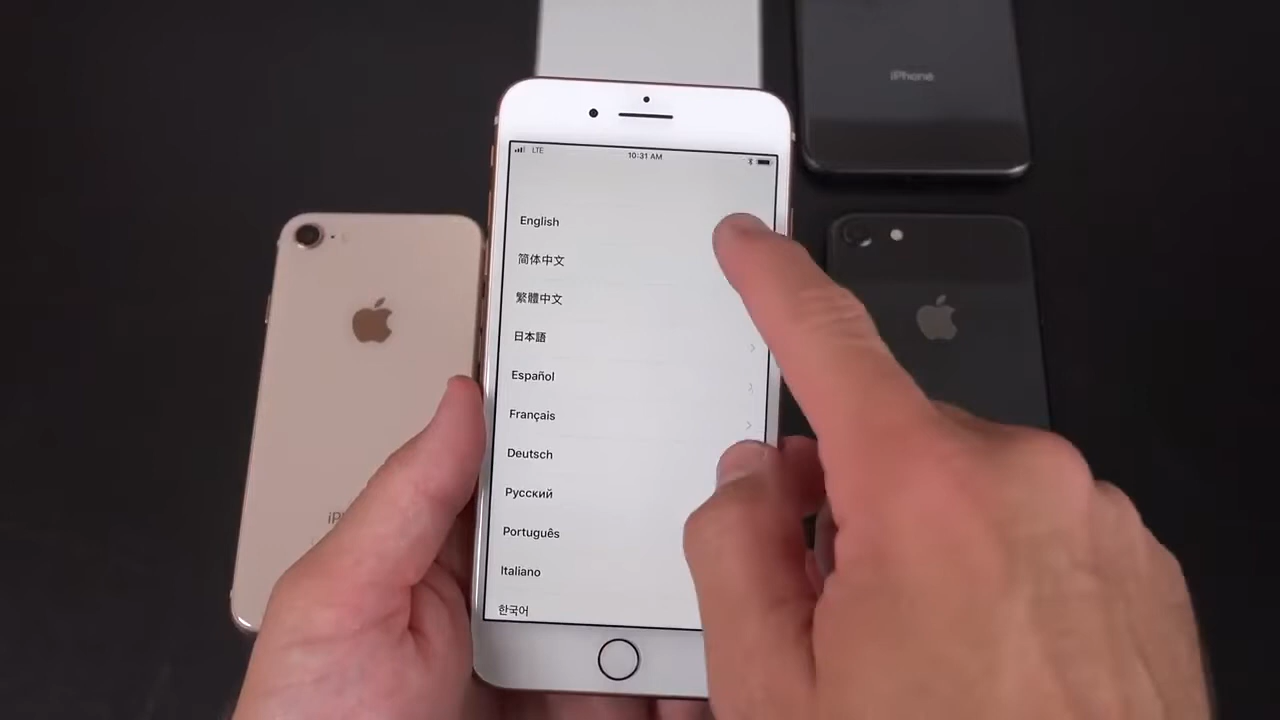 iPhone
LTE 10:31 AM
English
简体中文
繁體中文
日本語
Español
Français
Deutsch
Русский
Português
Italiano
한국어